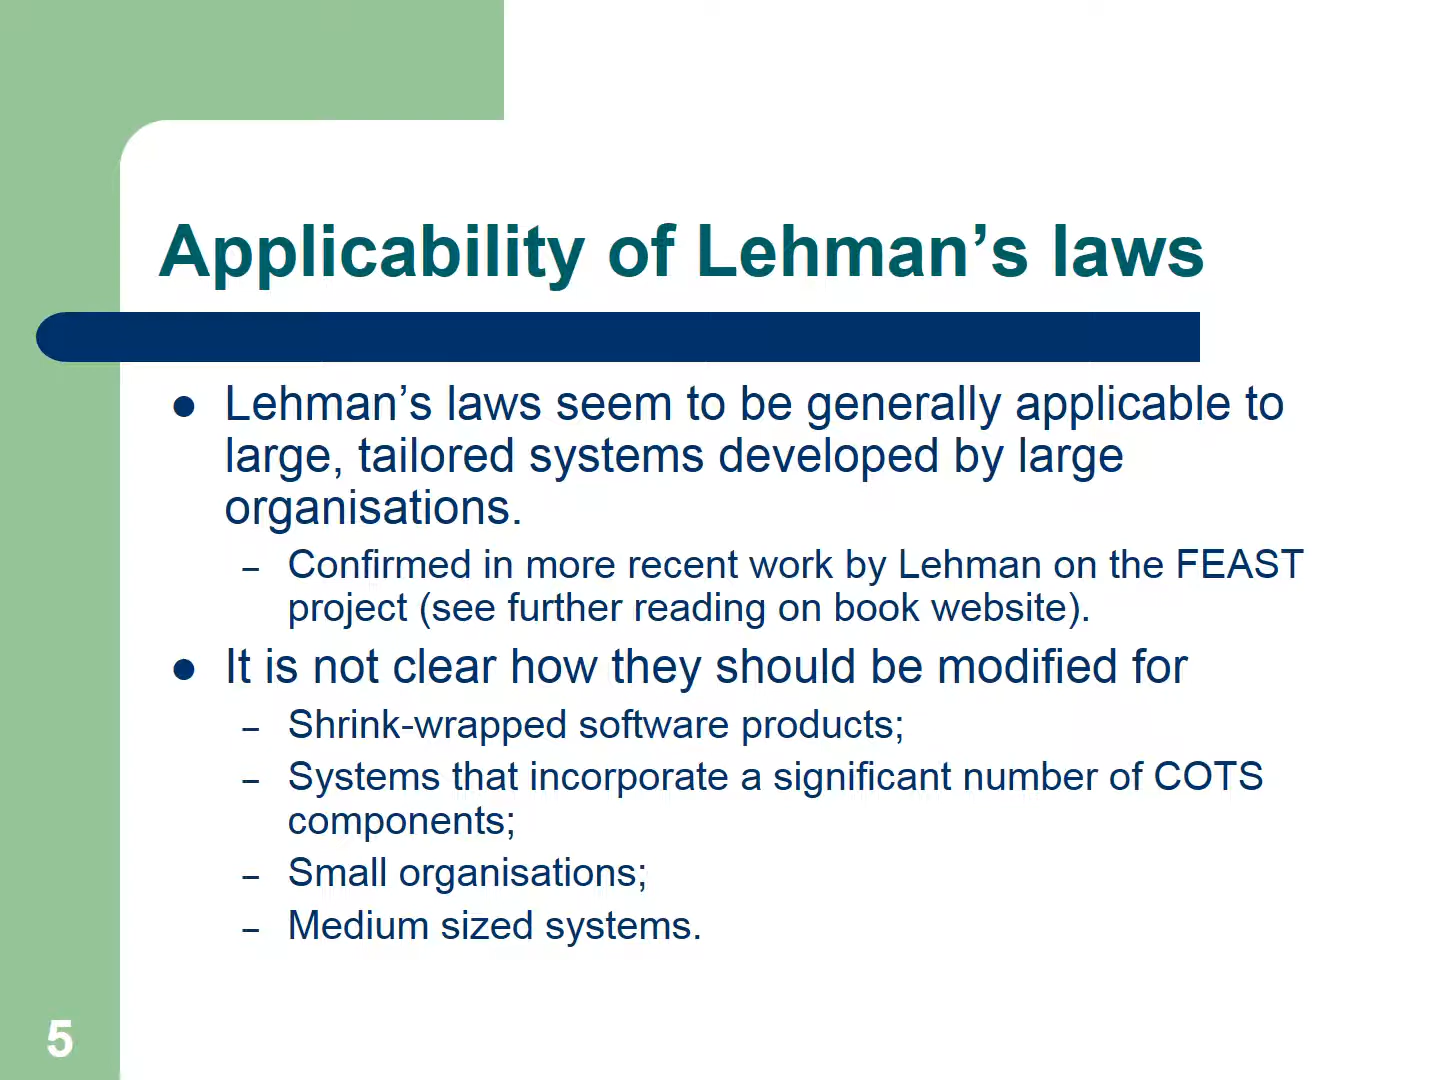 Applicability of Lehman’s laws
● Lehman’s laws seem to be generally applicable to
large, tailored systems developed by large
organisations.
– Confirmed in more recent work by Lehman on the FEAST
project (see further reading on book website).
● It is not clear how they should be modified for
– Shrink-wrapped software products;
– Systems that incorporate a significant number of COTS
components;
– Small organisations;
– Medium sized systems.
5